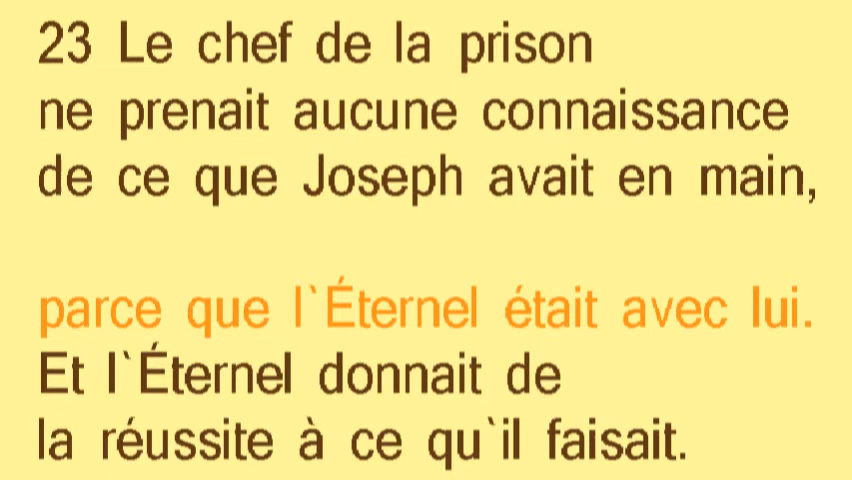 23 Le chef de la prison
ne prenait aucune connaissance
de ce que Joseph avait en main,
parce que l`Éternel était avec lui.
Et l`Éternel donnait de
la réussite à ce qu`il faisait.